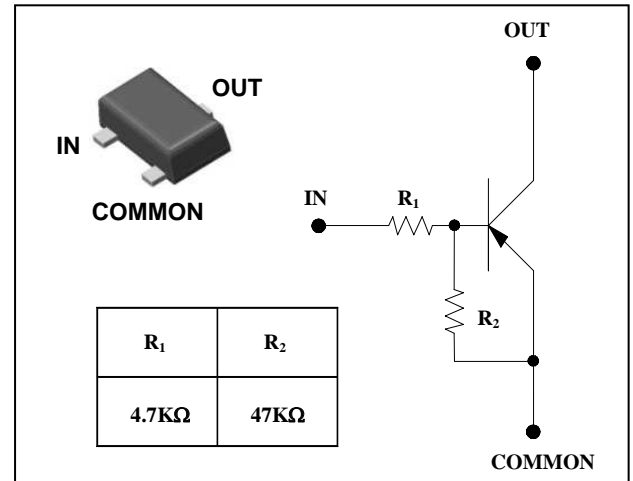 OUT
IN
COMMON
OUT
IN
R₁
R₂
COMMON
R₁ R₂
4.7KΩ 47KΩ